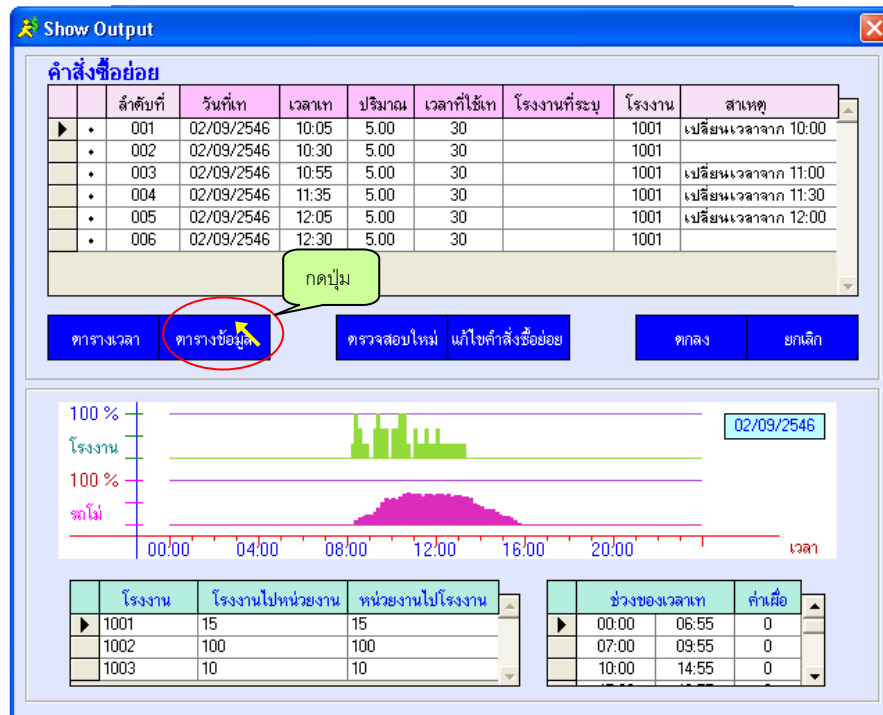 Show Output
คำสั่งซื้อย่อย
ลำดับที่ วันที่เท เวลาเท ปริมาณ เวลาที่ใช้เท โรงงานที่ระบุ โรงงาน สาเหตุ
001 02/09/2546 10:05 5.00 30 1001 เปลี่ยนเวลาจาก 10:00
002 02/09/2546 10:30 5.00 30 1001
003 02/09/2546 10:55 5.00 30 1001 เปลี่ยนเวลาจาก 11:00
004 02/09/2546 11:35 5.00 30 1001 เปลี่ยนเวลาจาก 11:30
005 02/09/2546 12:05 5.00 30 1001 เปลี่ยนเวลาจาก 12:00
006 02/09/2546 12:30 5.00 30 1001
กดปุ่ม
ตารางเวลา ตารางข้อมูล ตรวจสอบใหม่ แก้ไขคำสั่งซื้อย่อย ตกลง ยกเลิก
100 %
02/09/2546
โรงงาน
100 %
รถโม่
00:00 04:00 08:00 12:00 16:00 20:00 เวลา
โรงงาน โรงงานไปหน่วยงาน หน่วยงานไปโรงงาน
1001 15 15
1002 100 100
1003 10 10
ช่วงของเวลาเท ค่าเผื่อ
00:00 06:55 0
07:00 09:55 0
10:00 14:55 0